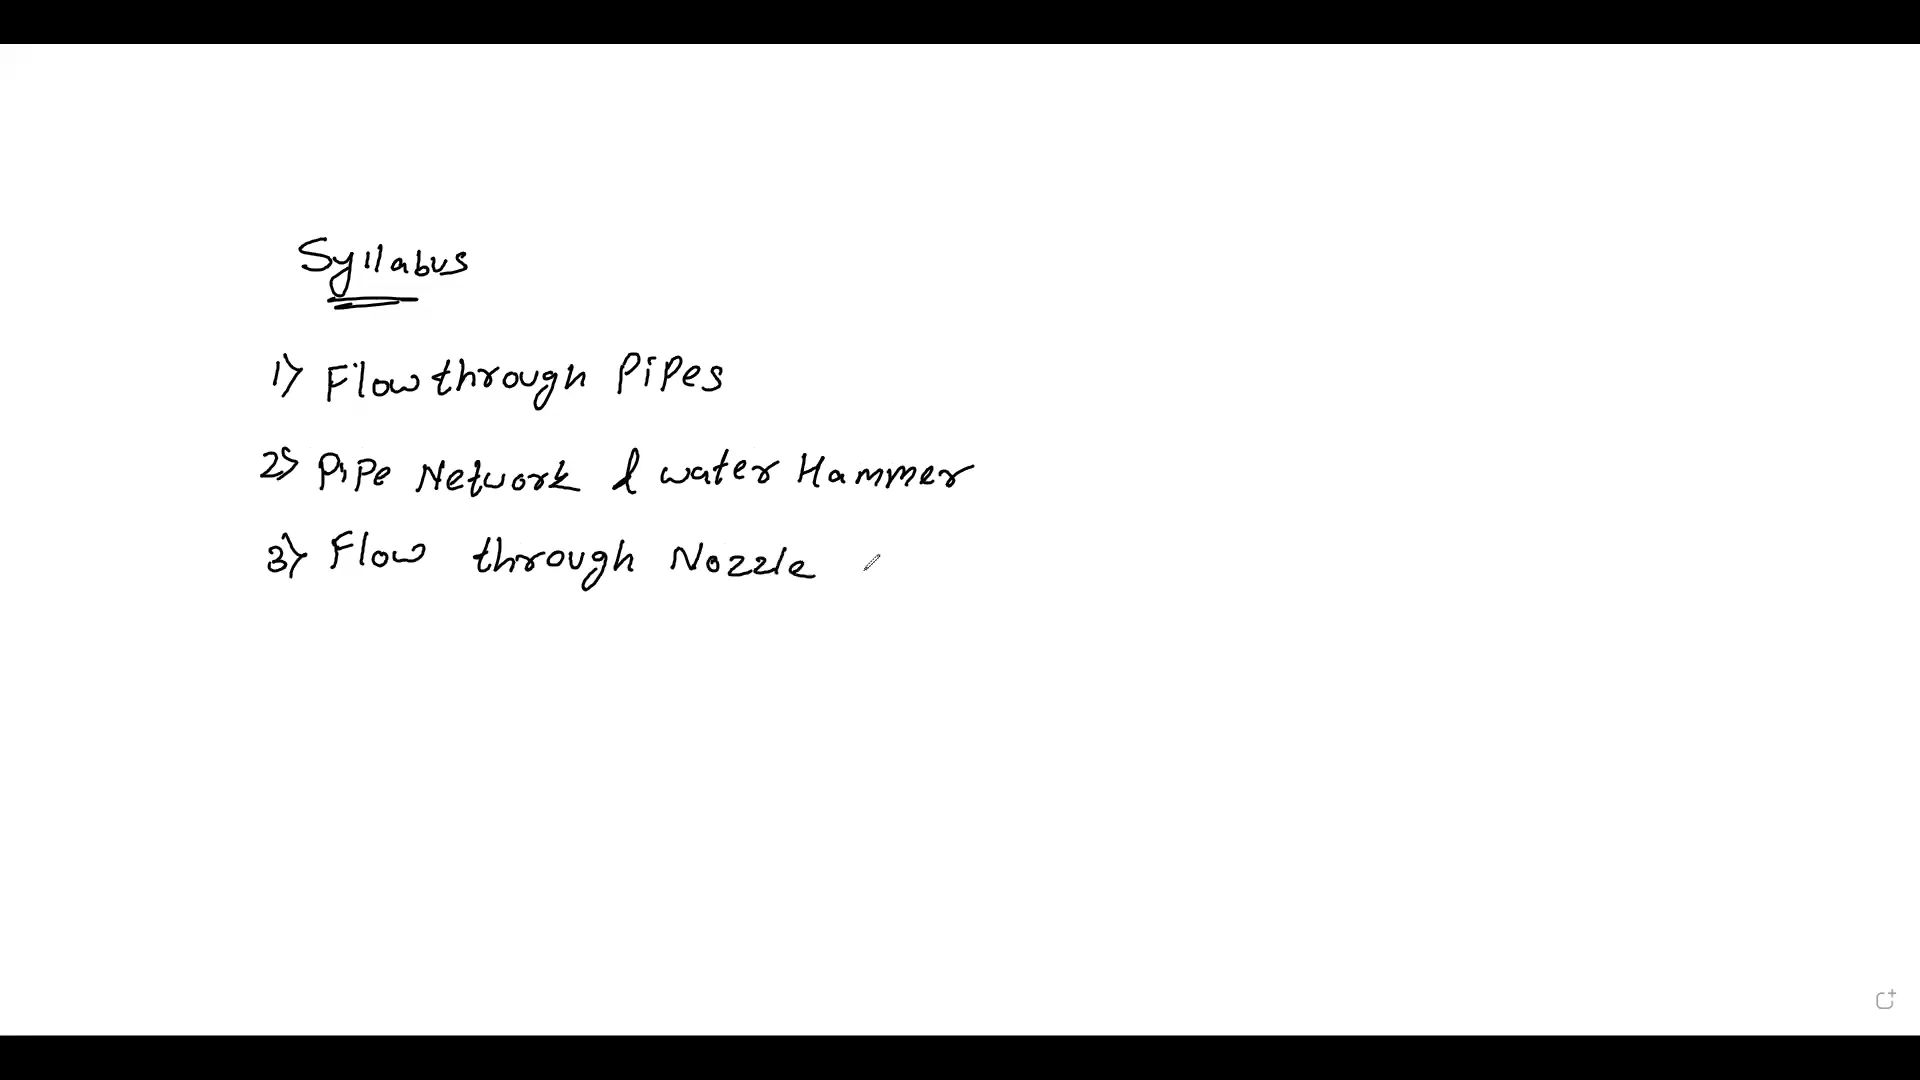 Syllabus
1) Flow through Pipes
2) Pipe Network & water Hammer
3) Flow through Nozzle